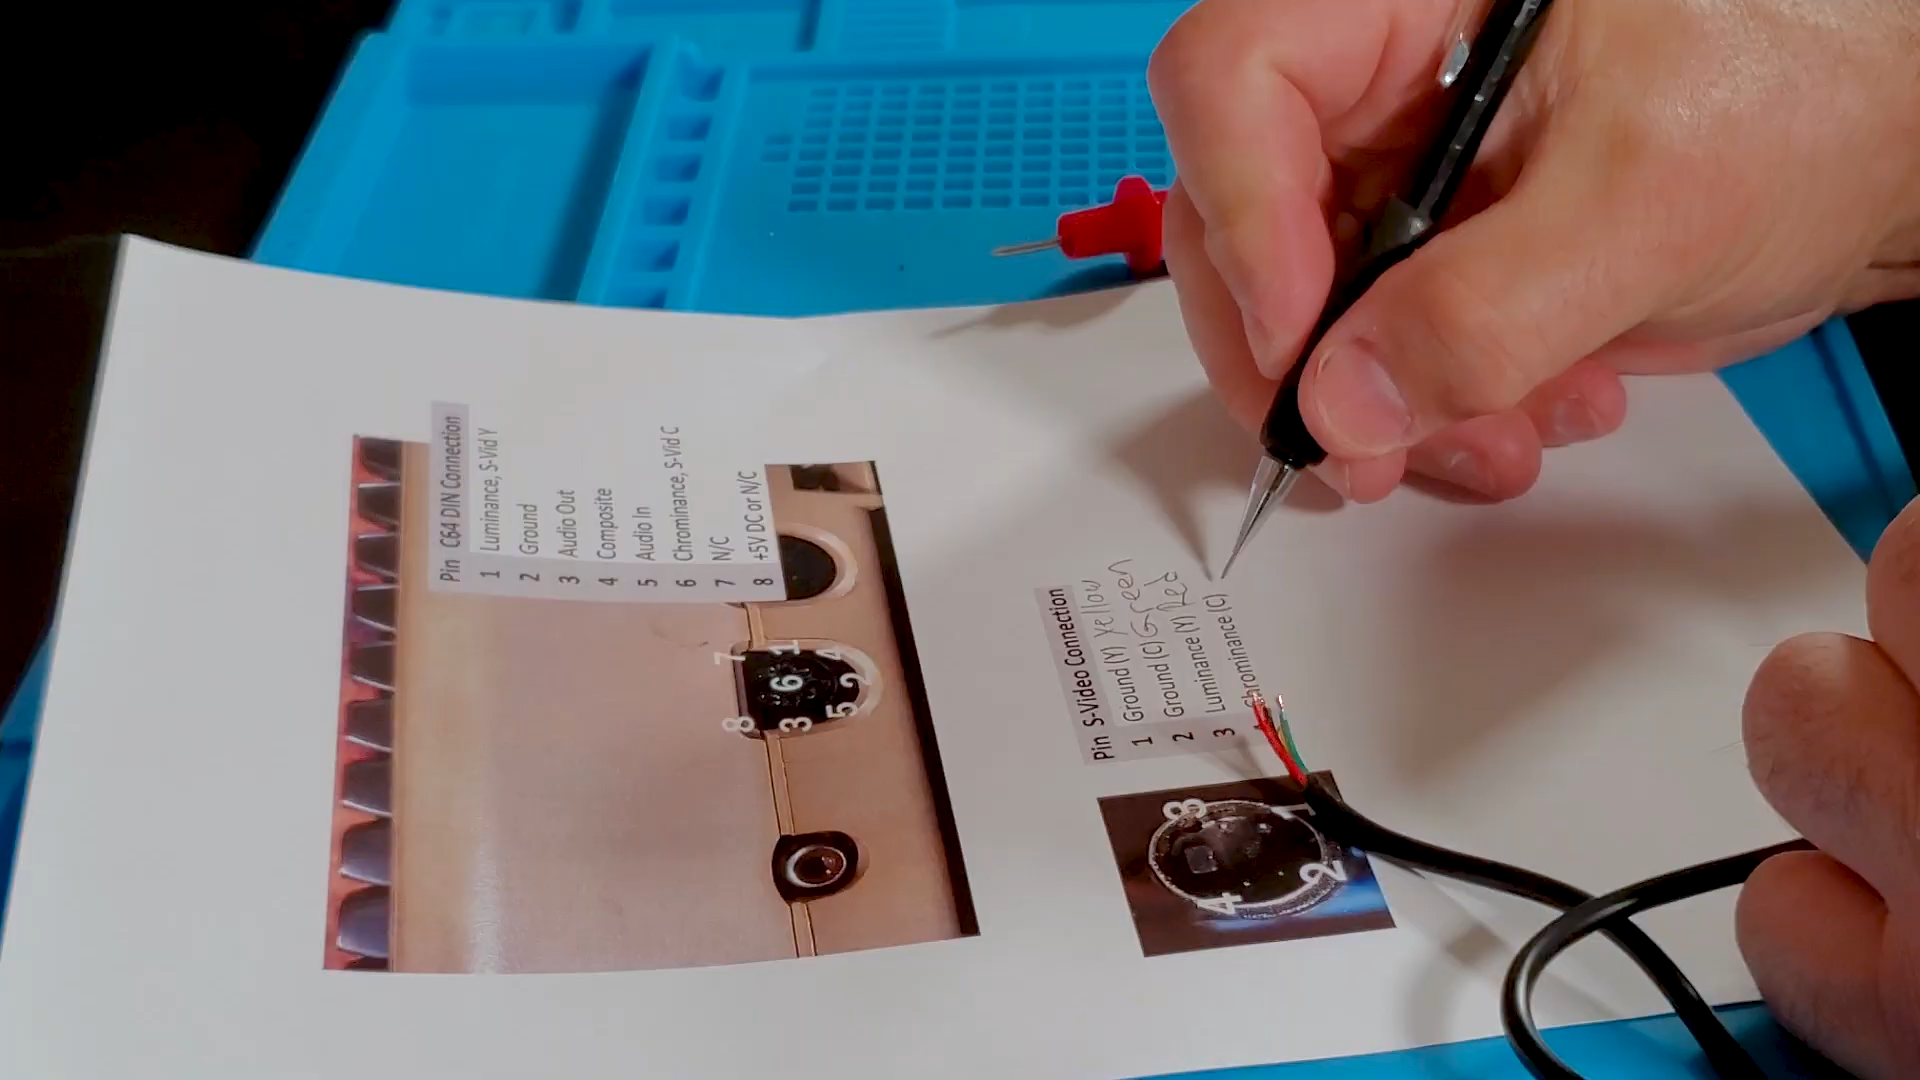 Pin C64 DIN Connection
1 Luminance, S-Vid Y
2 Ground
3 Audio Out
4 Composite
5 Audio In
6 Chrominance, S-Vid C
7 N/C
8 +5V DC or N/C
8 7
3 6 1
5 2 4
Pin S-Video Connection
1 Ground (Y) Yellow
2 Ground (C) Green
3 Luminance (Y) Red
Chrominance (C)
4 3
2 1